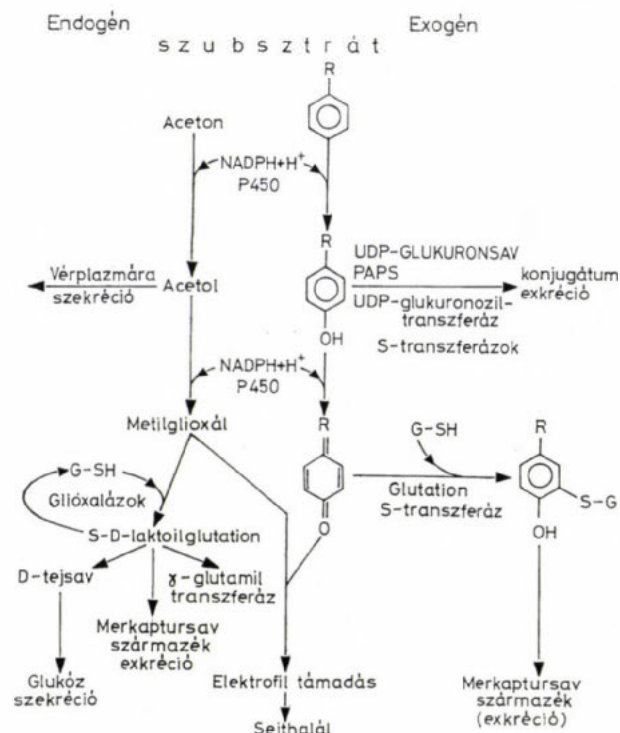 Endogén
Exogén
szubsztrát
R
Aceton
NADPH+H⁺
P450
R
OH
UDP-GLUKURONSAV
PAPS
UDP-glukuronozil-
transzferáz
S-transzferázok
konjugátum
exkréció
Vérplazmára
szekréció
Acetol
NADPH+H⁺
P450
Metilglioxál
R
O
G-SH
Glutation
S-transzferáz
R
S-G
OH
G-SH
Glióxalázok
S-D-laktoilglutation
D-tejsav
γ-glutamil
transzferáz
Merkaptursav
származék
exkréció
Glukóz
szekréció
Elektrofil támadás
Sejthalál
Merkaptursav
származék
(exkréció)